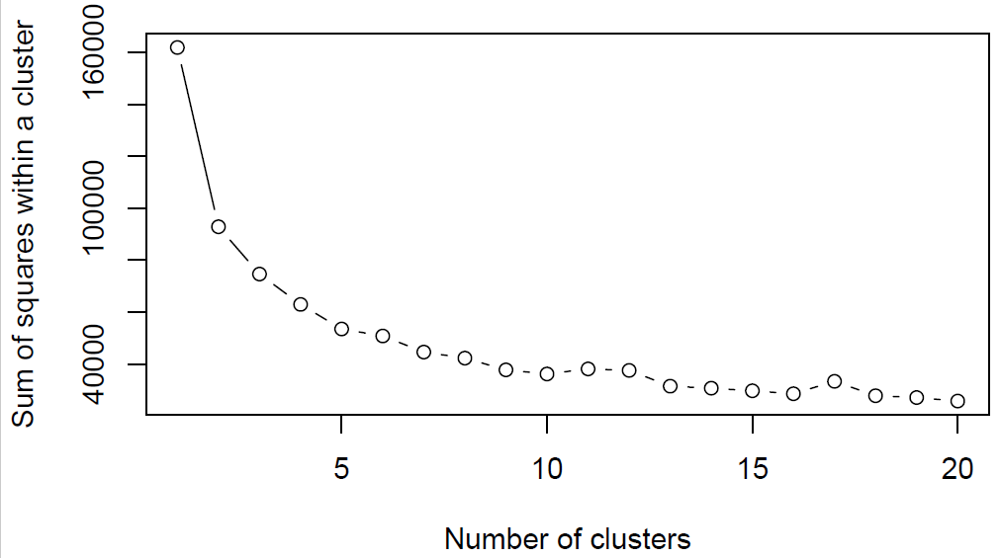 Sum of squares within a cluster
160000
100000
40000
5 10 15 20
Number of clusters